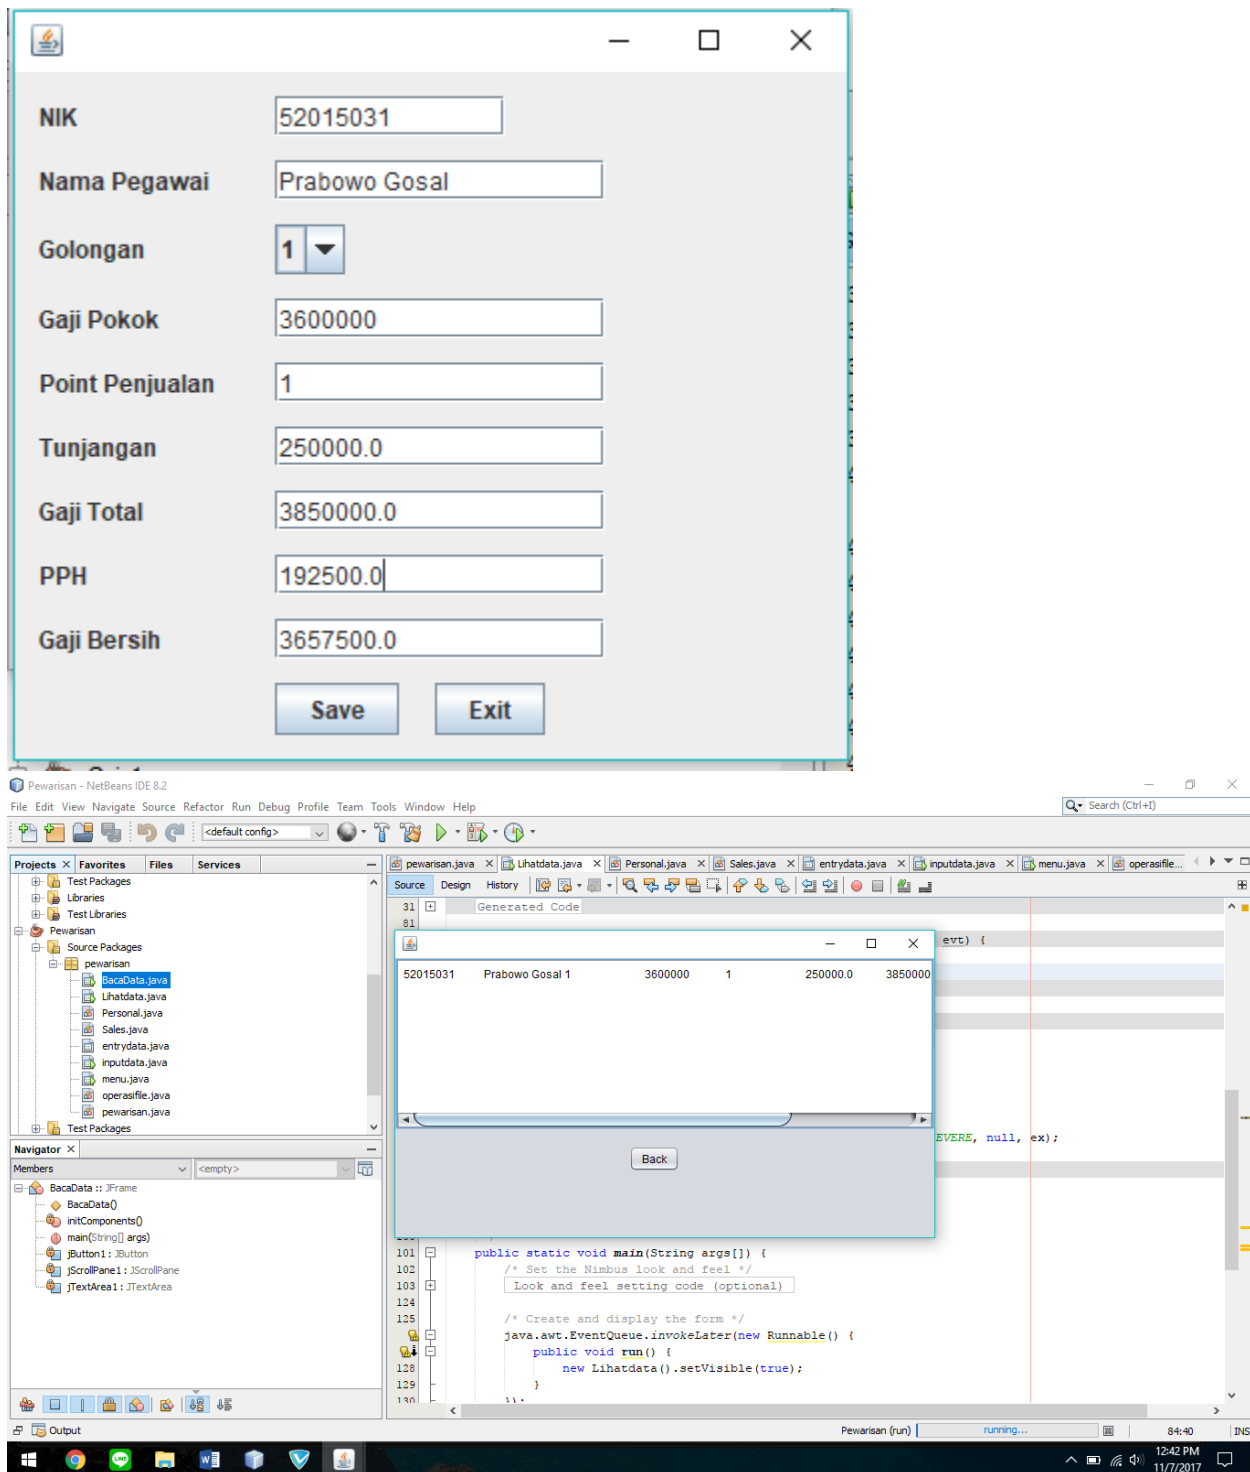 NIK 52015031
Nama Pegawai Prabowo Gosal
Golongan 1
Gaji Pokok 3600000
Point Penjualan 1
Tunjangan 250000.0
Gaji Total 3850000.0
PPH 192500.0
Gaji Bersih 3657500.0
Save Exit
Pewarisan - NetBeans IDE 8.2
File Edit View Navigate Source Refactor Run Debug Profile Team Tools Window Help
Search (Ctrl+I)
<default config>
Projects Favorites Files Services
Test Packages
Libraries
Test Libraries
Pewarisan
Source Packages
pewarisan
BacaData.java
Lihatdata.java
Personal.java
Sales.java
entrydata.java
inputdata.java
menu.java
operasifile.java
pewarisan.java
Test Packages
Navigator
Members <empty>
BacaData :: JFrame
BacaData()
initComponents()
main(String[] args)
jButton1 : JButton
jScrollPane1 : JScrollPane
jTextArea1 : JTextArea
pewarisan.java Lihatdata.java Personal.java Sales.java entrydata.java inputdata.java menu.java operasifile...
Source Design History
31 Generated Code
81
evt) {
52015031 Prabowo Gosal 1 3600000 1 250000.0 3850000
EVERE, null, ex);
Back
101 public static void main(String args[]) {
102 /* Set the Nimbus look and feel */
103 Look and feel setting code (optional)
124
125 /* Create and display the form */
java.awt.EventQueue.invokeLater(new Runnable() {
public void run() {
128 new Lihatdata().setVisible(true);
129 }
130 });
Output
Pewarisan (run) running... 84:40 INS
12:42 PM
11/7/2017